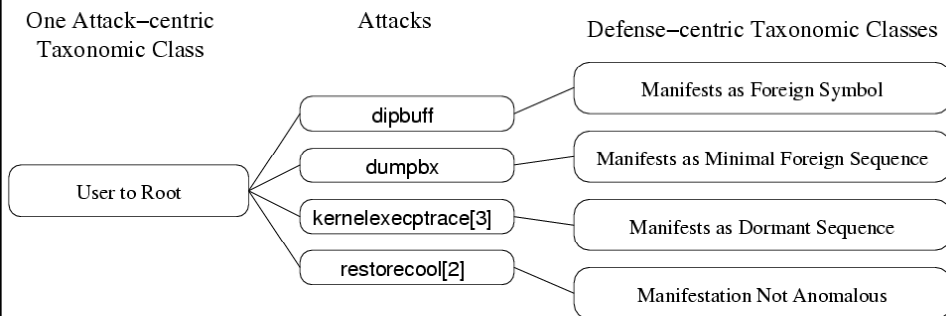 One Attack–centric
Taxonomic Class
Attacks
Defense–centric Taxonomic Classes
User to Root
dipbuff
dumpbx
kernelexecptrace[3]
restorecool[2]
Manifests as Foreign Symbol
Manifests as Minimal Foreign Sequence
Manifests as Dormant Sequence
Manifestation Not Anomalous